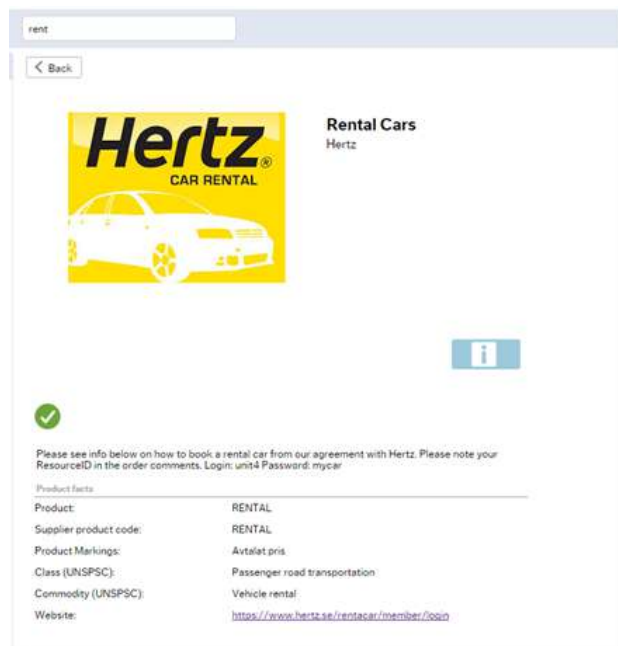 rent
Back
Hertz®
CAR RENTAL
Rental Cars
Hertz
i
Please see info below on how to book a rental car from our agreement with Hertz. Please note your
ResourceID in the order comments. Login: unit4 Password: mycar
Product facts
Product: RENTAL
Supplier product code: RENTAL
Product Markings: Avtalat pris
Class (UNSPSC): Passenger road transportation
Commodity (UNSPSC): Vehicle rental
Website: https://www.hertz.se/rentacar/member/login